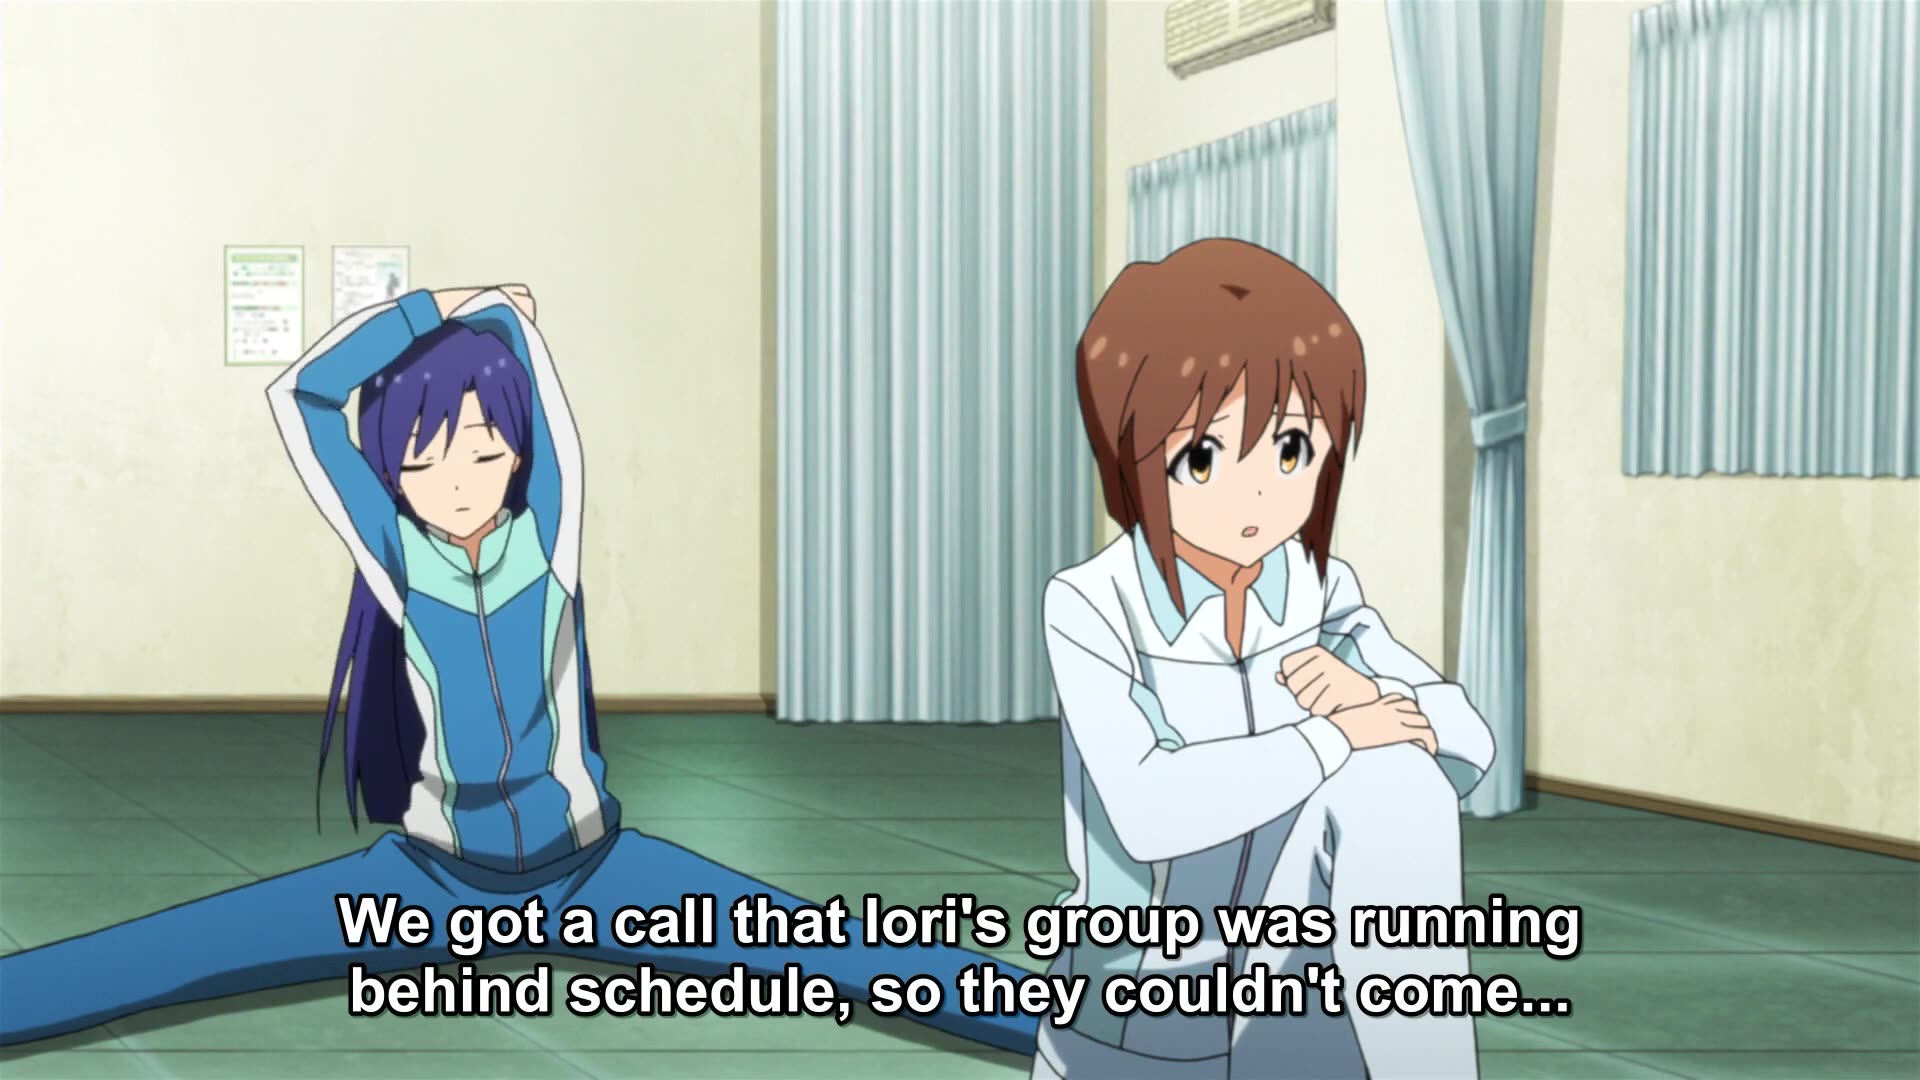 We got a call that Iori's group was running
behind schedule, so they couldn't come...